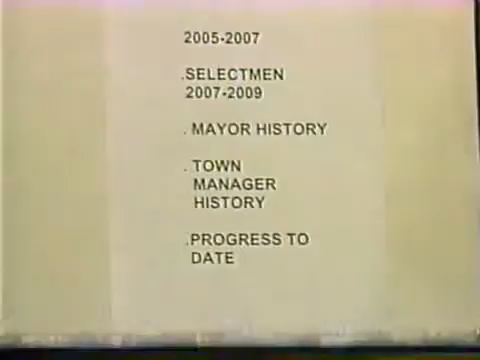 2005-2007
.SELECTMEN
2007-2009
. MAYOR HISTORY
. TOWN
MANAGER
HISTORY
.PROGRESS TO
DATE